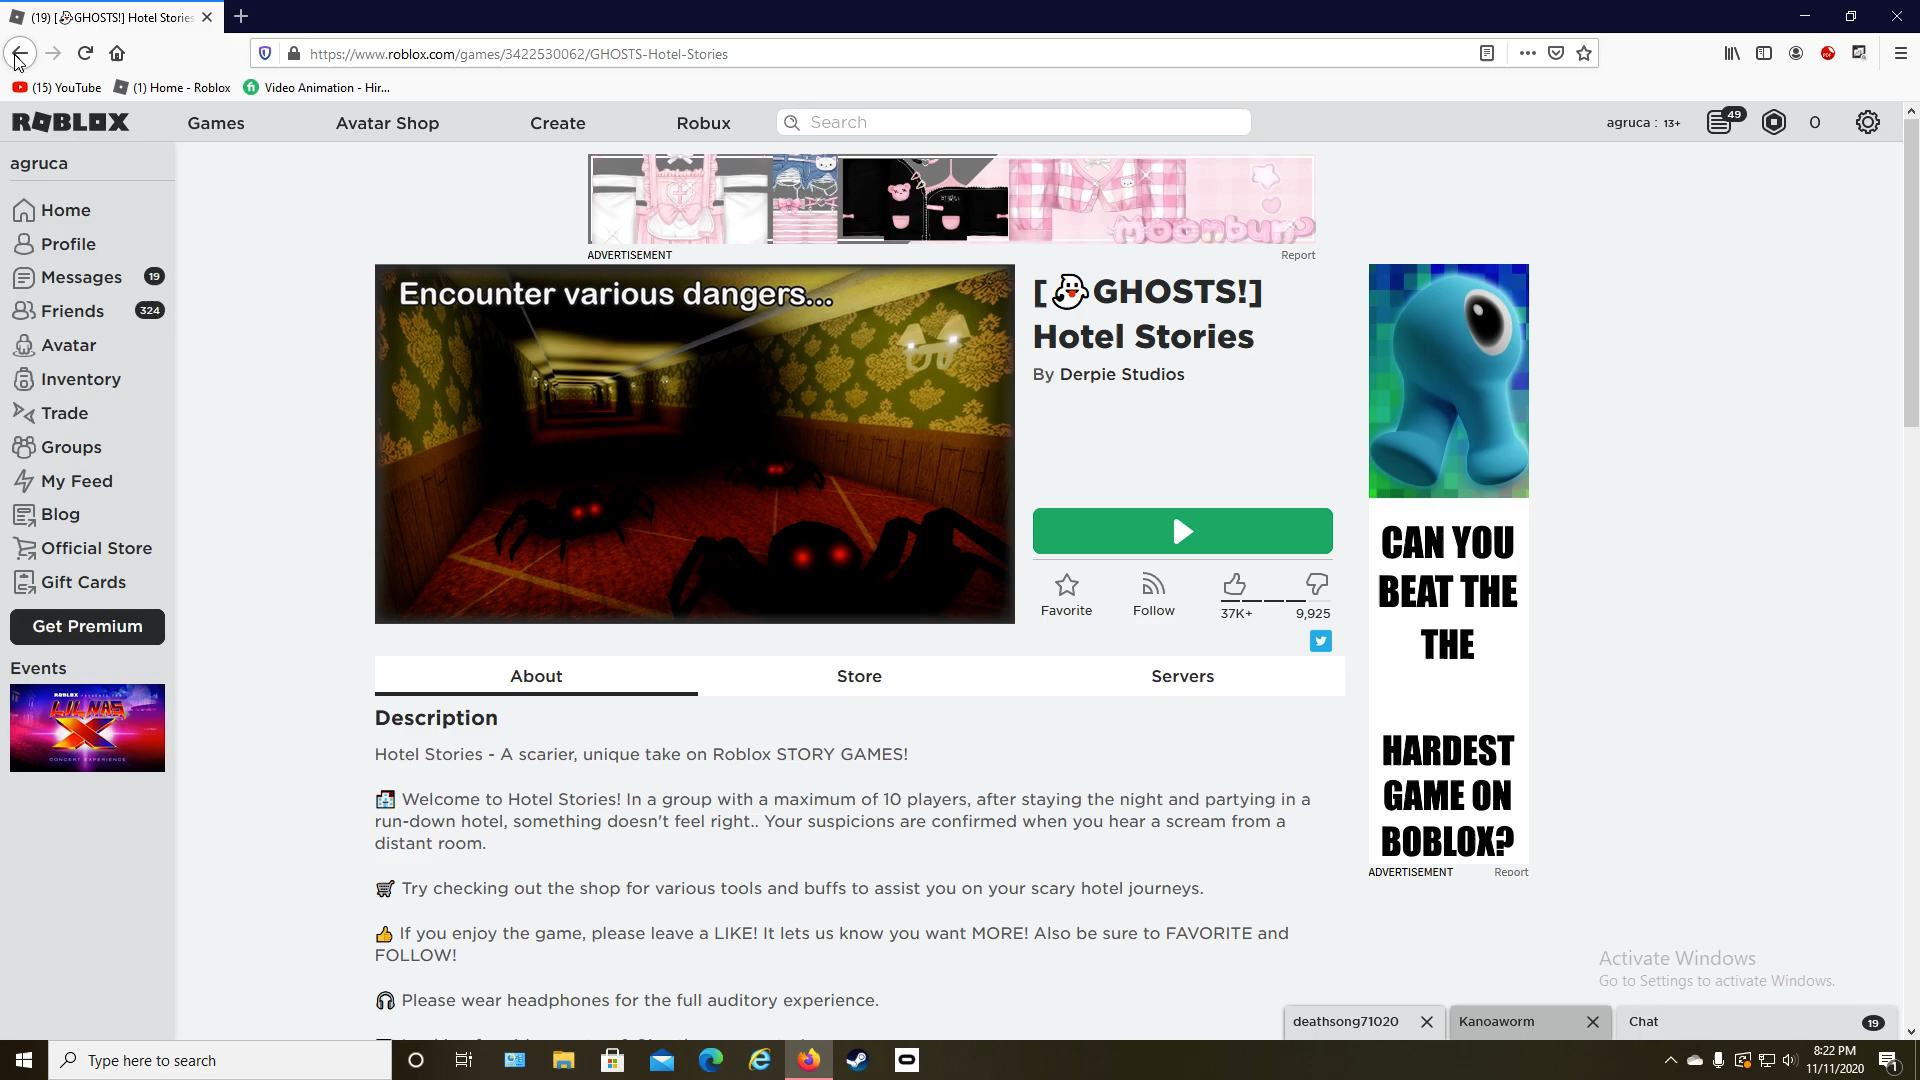 (19) [👻GHOSTS!] Hotel Stories
https://www.roblox.com/games/3422530062/GHOSTS-Hotel-Stories
(15) YouTube
(1) Home - Roblox
Video Animation - Hir...
ROBLOX
Games
Avatar Shop
Create
Robux
Search
agruca : 13+
49
0
agruca
Home
Profile
Messages 19
Friends 324
Avatar
Inventory
Trade
Groups
My Feed
Blog
Official Store
Gift Cards
Get Premium
Events
ROBLOX PRESENTS THE
LIL NAS
X
CONCERT EXPERIENCE
Moonburp
ADVERTISEMENT
Report
Encounter various dangers...
[👻GHOSTS!]
Hotel Stories
By Derpie Studios
Favorite
Follow
37K+
9,925
About
Store
Servers
Description
Hotel Stories - A scarier, unique take on Roblox STORY GAMES!
🏨 Welcome to Hotel Stories! In a group with a maximum of 10 players, after staying the night and partying in a
run-down hotel, something doesn't feel right.. Your suspicions are confirmed when you hear a scream from a
distant room.
🛒 Try checking out the shop for various tools and buffs to assist you on your scary hotel journeys.
👍 If you enjoy the game, please leave a LIKE! It lets us know you want MORE! Also be sure to FAVORITE and
FOLLOW!
🎧 Please wear headphones for the full auditory experience.
CAN YOU
BEAT THE
THE
HARDEST
GAME ON
BOBLOX?
ADVERTISEMENT
Report
Activate Windows
Go to Settings to activate Windows.
deathsong71020
Kanoaworm
Chat
19
Type here to search
8:22 PM
11/11/2020
1